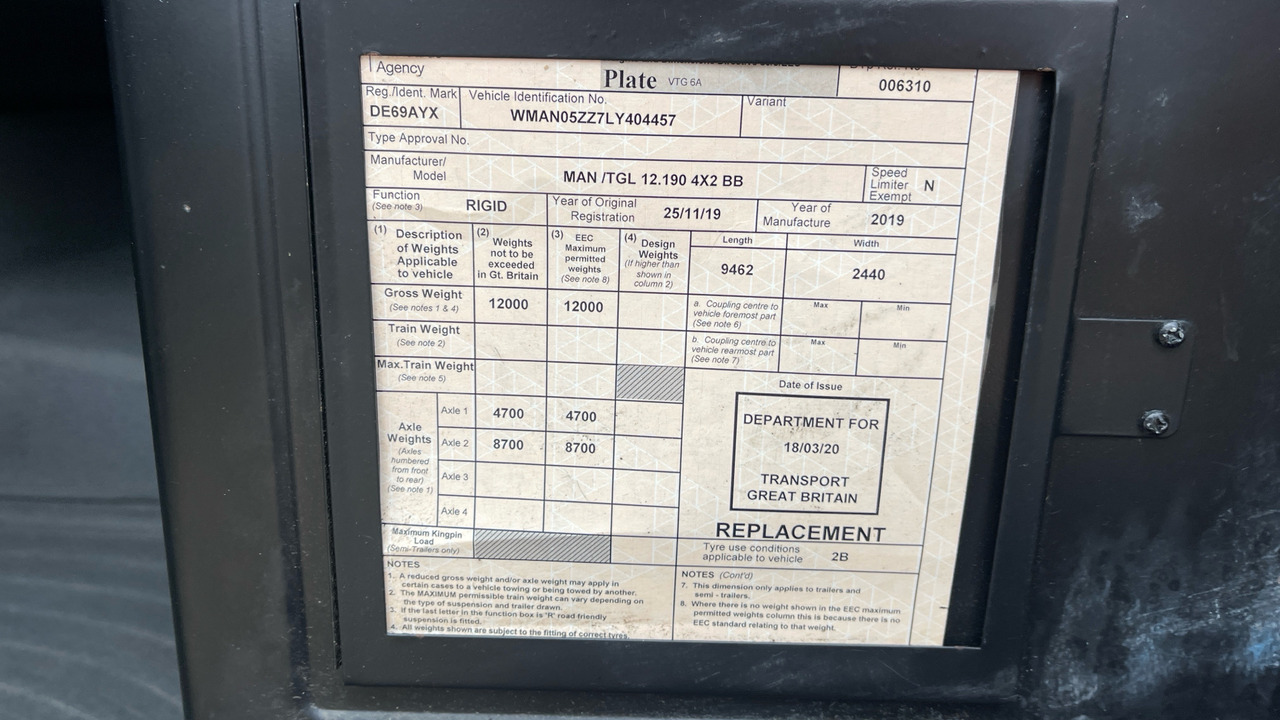 Agency
Plate VTG 6A
006310
Reg./Ident. Mark
DE69AYX
Vehicle Identification No.
WMAN05ZZ7LY404457
Variant
Type Approval No.
Manufacturer/
Model
MAN /TGL 12.190 4X2 BB
Speed
Limiter
Exempt
N
Function
(See note 3)
RIGID
Year of Original
Registration
25/11/19
Year of
Manufacture
2019
(1) Description
of Weights
Applicable
to vehicle
(2) Weights
not to be
exceeded
in Gt. Britain
(3) EEC
Maximum
permitted
weights
(See note 8)
(4) Design
Weights
(If higher than
shown in
column 2)
Length
9462
Width
2440
Gross Weight
(See notes 1 & 4)
12000
12000
a. Coupling centre to
vehicle foremost part
(See note 6)
Max
Min
Train Weight
(See note 2)
b. Coupling centre to
vehicle rearmost part
(See note 7)
Max
Min
Max.Train Weight
(See note 5)
Axle
Weights
(Axles
numbered
from front
to rear)
(See note 1)
Axle 1
4700
4700
Axle 2
8700
8700
Axle 3
Axle 4
Maximum Kingpin
Load
(Semi-Trailers only)
Date of Issue
DEPARTMENT FOR
18/03/20
TRANSPORT
GREAT BRITAIN
REPLACEMENT
Tyre use conditions
applicable to vehicle
2B
NOTES
1. A reduced gross weight and/or axle weight may apply in
certain cases to a vehicle towing or being towed by another.
2. The MAXIMUM permissible train weight can vary depending on
the type of suspension and trailer drawn.
3. If the last letter in the function box is "R" road friendly
suspension is fitted.
4. All weights shown are subject to the fitting of correct tyres.
NOTES (Cont'd)
7. This dimension only applies to trailers and
semi - trailers.
8. Where there is no weight shown in the EEC maximum
permitted weights column this is because there is no
EEC standard relating to that weight.